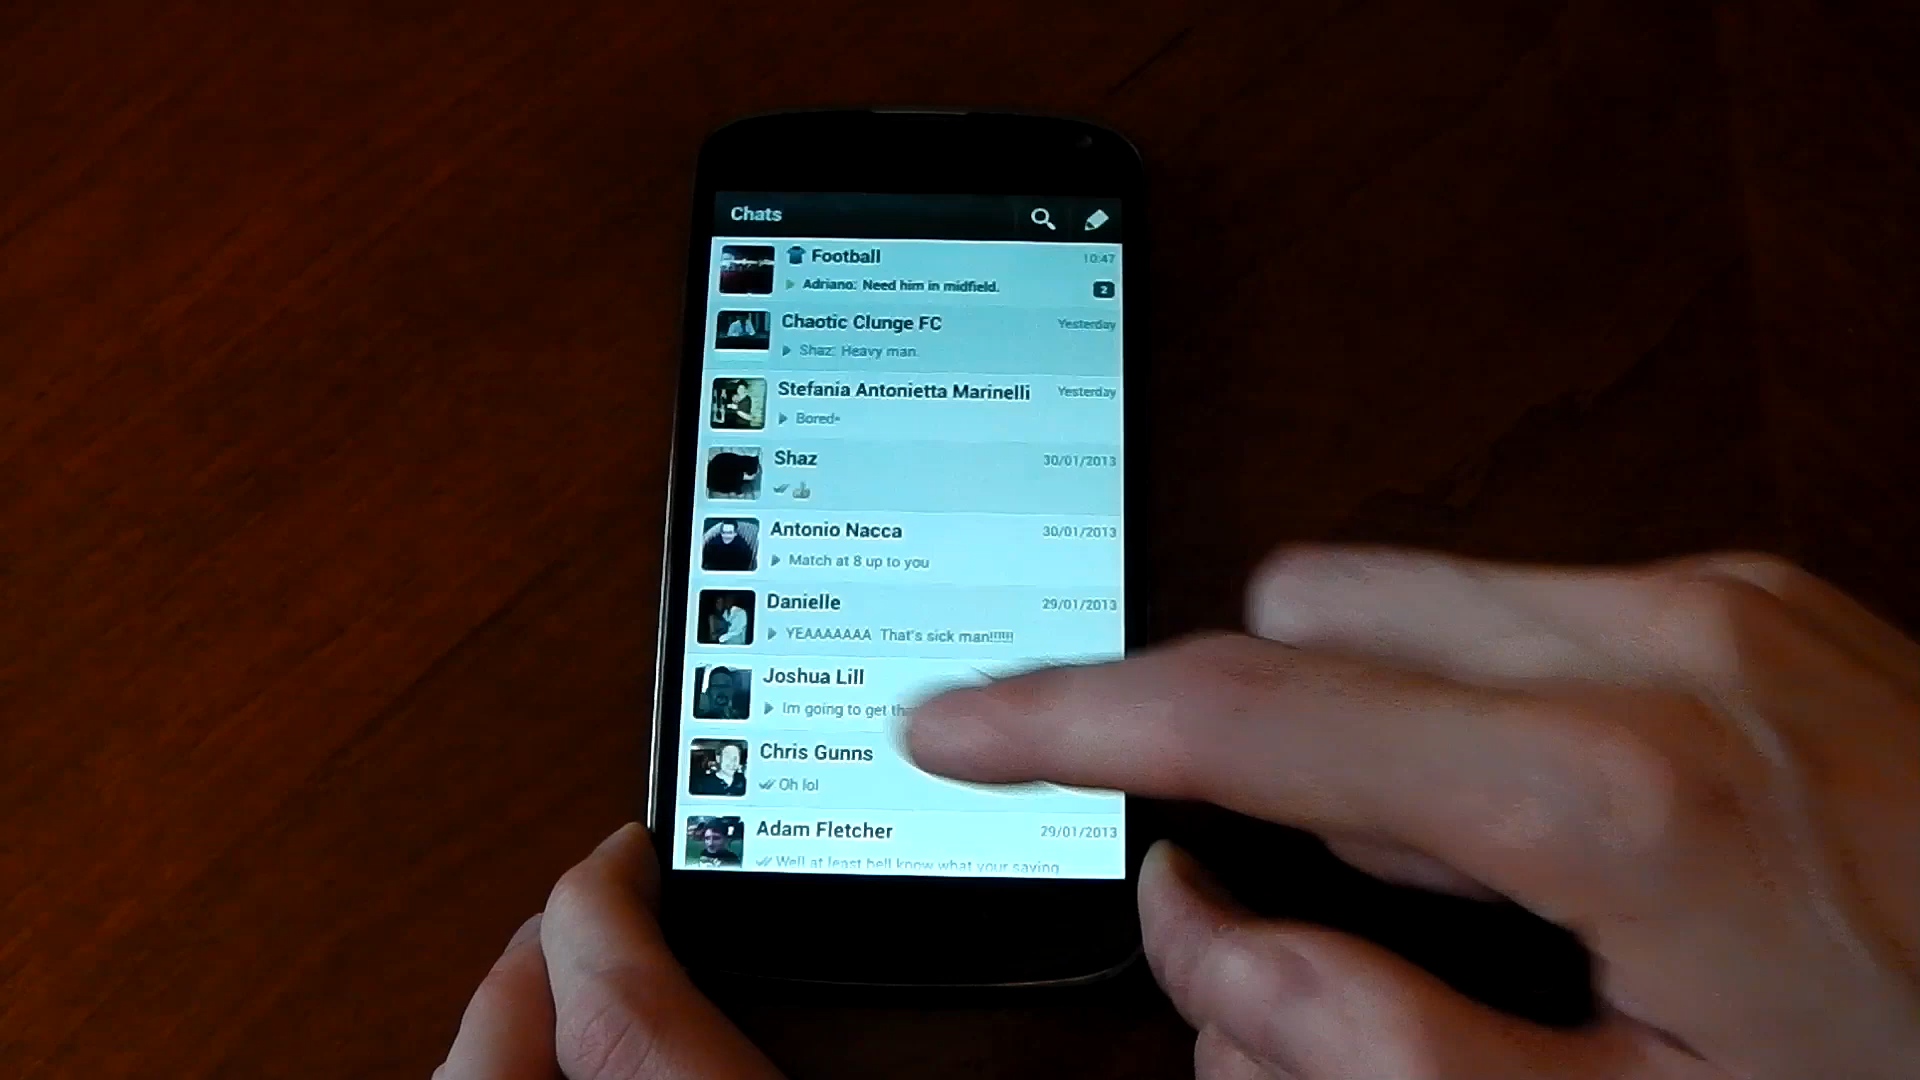 Chats
Football 10:47
Adriano: Need him in midfield. 2
Chaotic Clunge FC Yesterday
Shaz: Heavy man.
Stefania Antonietta Marinelli Yesterday
Bored*
Shaz 30/01/2013
Antonio Nacca 30/01/2013
Match at 8 up to you
Danielle 29/01/2013
YEAAAAAAA That's sick man!!!!!!!
Joshua Lill
Im going to get
Chris Gunns
Oh lol
Adam Fletcher 29/01/2013
Well at least hell know what your saying